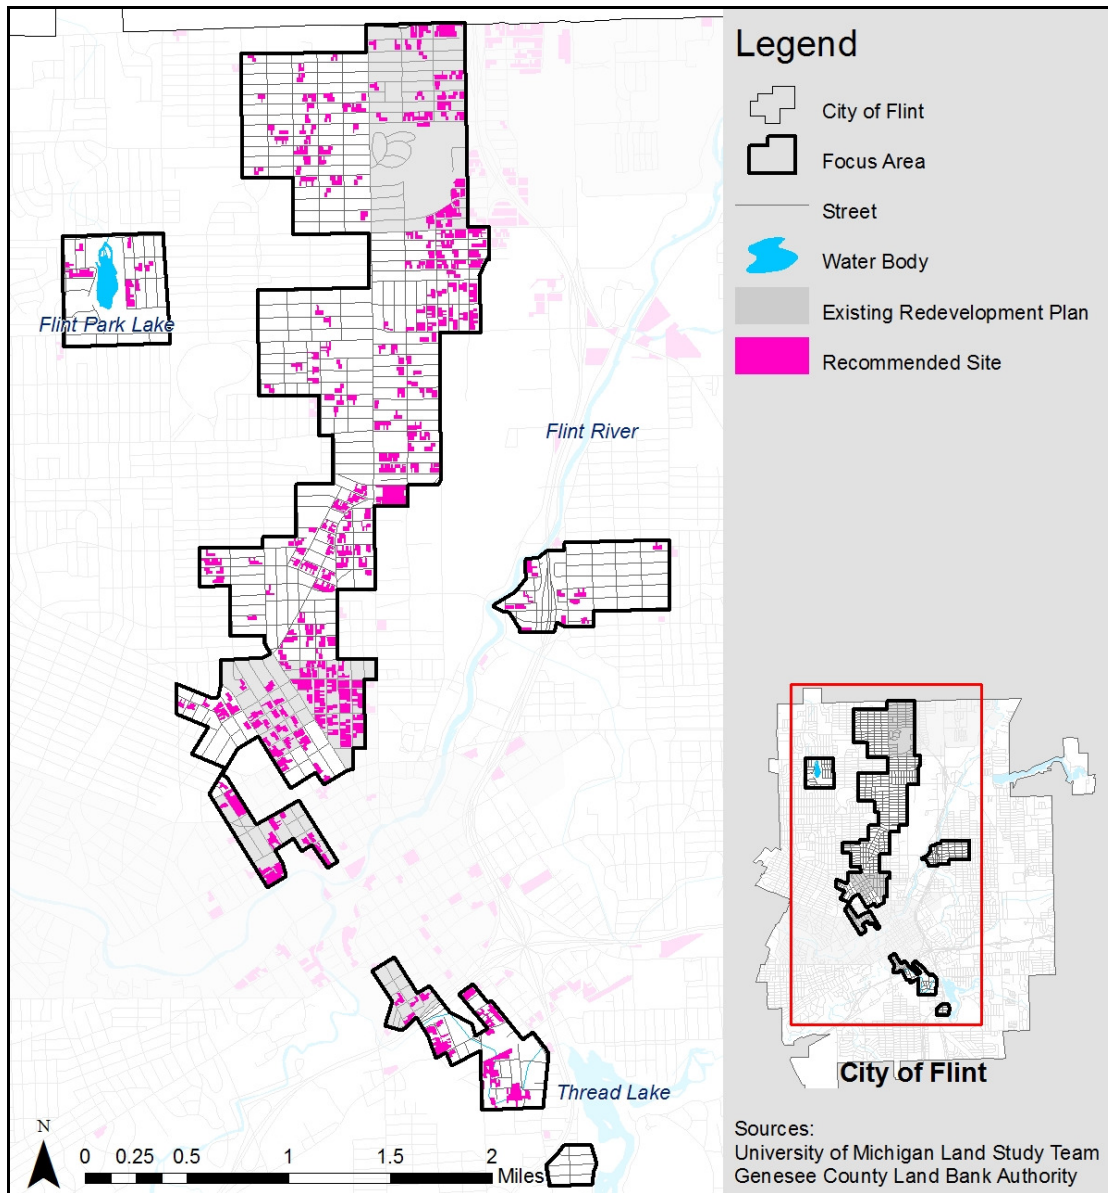 Legend
City of Flint
Focus Area
Street
Water Body
Existing Redevelopment Plan
Recommended Site
Flint Park Lake
Flint River
Thread Lake
N
0 0.25 0.5 1 1.5 2
Miles
City of Flint
Sources:
University of Michigan Land Study Team
Genesee County Land Bank Authority